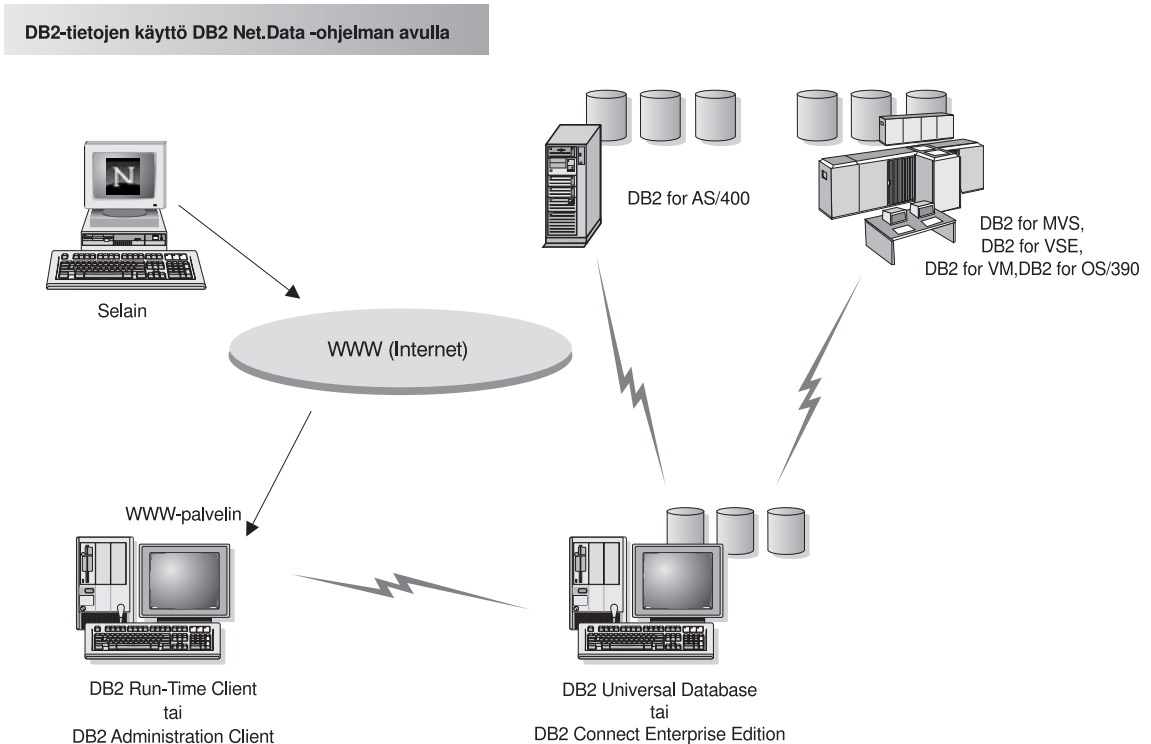 DB2-tietojen käyttö DB2 Net.Data -ohjelman avulla
N
Selain
DB2 for AS/400
DB2 for MVS,
DB2 for VSE,
DB2 for VM,DB2 for OS/390
WWW (Internet)
WWW-palvelin
DB2 Run-Time Client
tai
DB2 Administration Client
DB2 Universal Database
tai
DB2 Connect Enterprise Edition